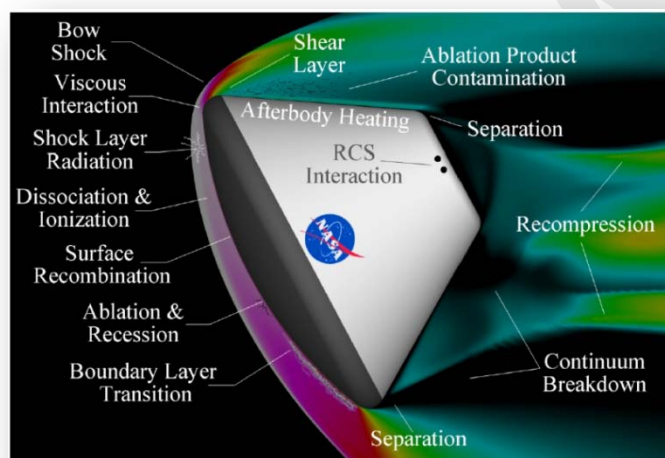 Bow
Shock
Shear
Layer
Ablation Product
Contamination
Viscous
Interaction
Afterbody Heating
Separation
Shock Layer
Radiation
RCS
Interaction
Dissociation &
Ionization
Recombination
Surface
Recompression
NASA
Ablation &
Recession
Boundary Layer
Transition
Continuum
Breakdown
Separation